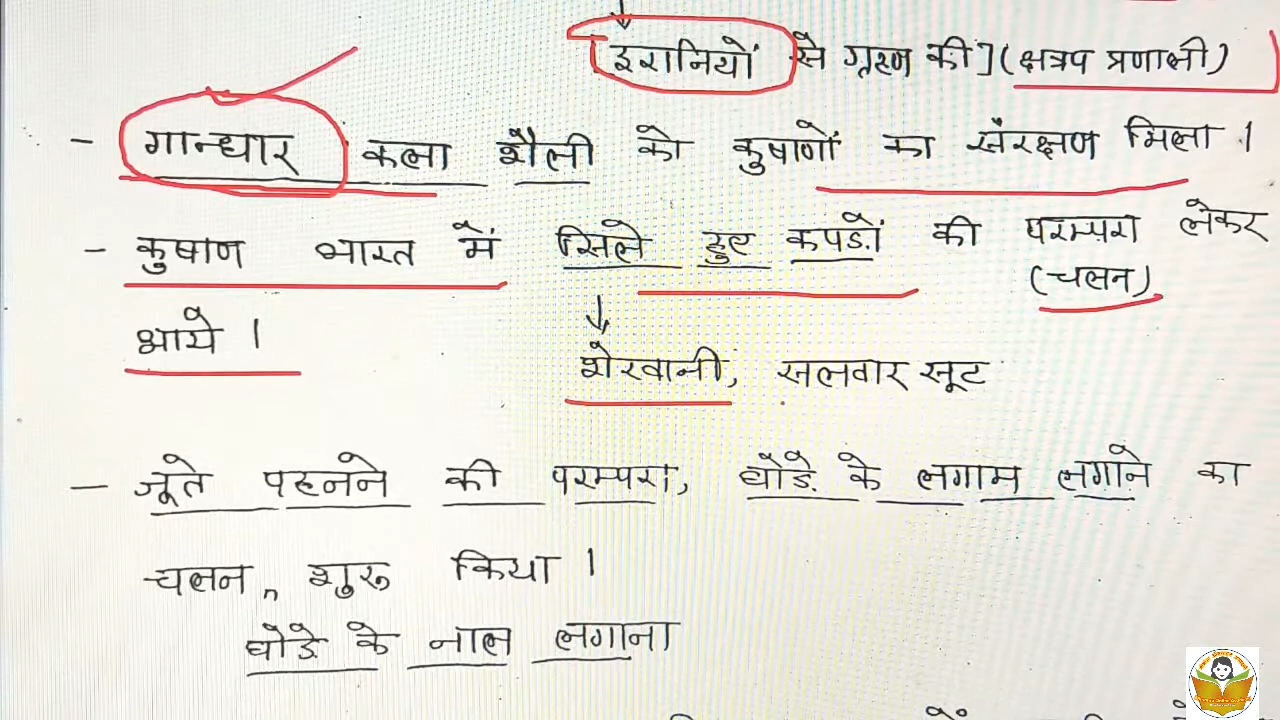 [इरानियों से ग्रहण की] (क्षत्रप प्रणाली)
- गान्धार कला शैली को कुषाणों का संरक्षण मिला।
- कुषाण भारत में सिले हुए कपड़ों की परम्परा लेकर
(चलन)
आये।
शेरवानी, सलवार सूट
- जूते पहनने की परम्परा, घोड़े के लगाम लगाने का
चलन, शुरू किया।
घोड़े के नाल लगाना